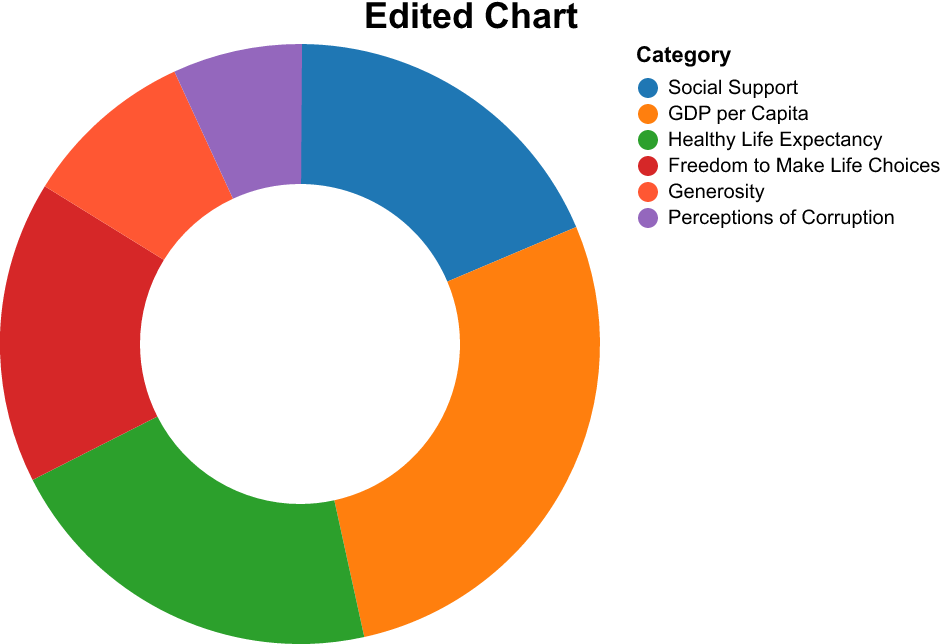 Edited Chart
Category
Social Support
GDP per Capita
Healthy Life Expectancy
Freedom to Make Life Choices
Generosity
Perceptions of Corruption